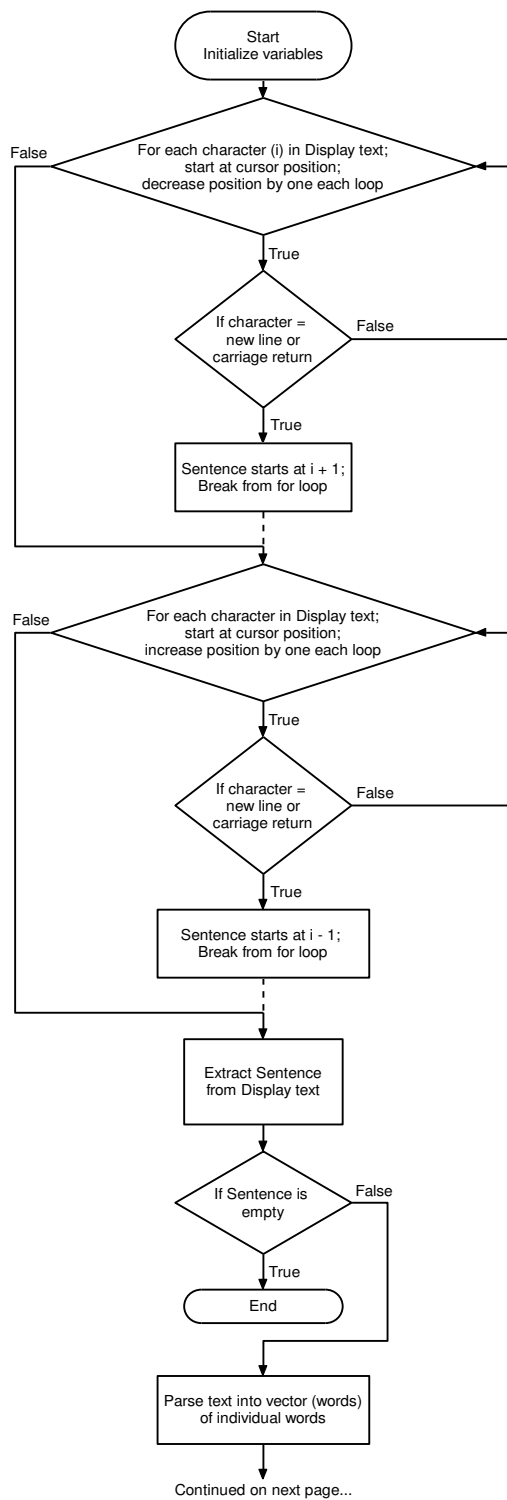 Start
Initialize variables
False
For each character (i) in Display text;
start at cursor position;
decrease position by one each loop
True
If character =
new line or
carriage return
False
True
Sentence starts at i + 1;
Break from for loop
False
For each character in Display text;
start at cursor position;
increase position by one each loop
True
If character =
new line or
carriage return
False
True
Sentence starts at i - 1;
Break from for loop
Extract Sentence
from Display text
If Sentence is
empty
False
True
End
Parse text into vector (words)
of individual words
Continued on next page...